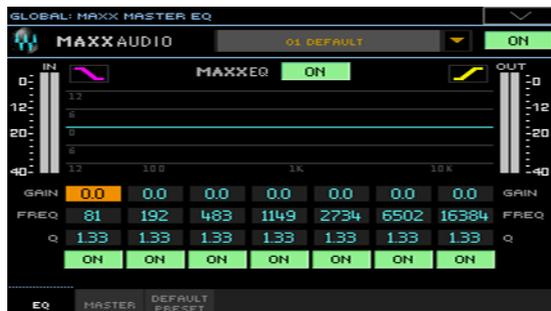 GLOBAL: MAXX MASTER EQ
MAXXAUDIO 01 DEFAULT ON
IN MAXXEQ ON OUT
0 0
12 12 12
6
20 0 20
6
40 12 100 1K 10K 40
GAIN 0.0 0.0 0.0 0.0 0.0 0.0 0.0 GAIN
FREQ 81 192 483 1149 2734 6502 16384 FREQ
Q 1.33 1.33 1.33 1.33 1.33 1.33 1.33 Q
ON ON ON ON ON ON ON
EQ MASTER DEFAULT PRESET